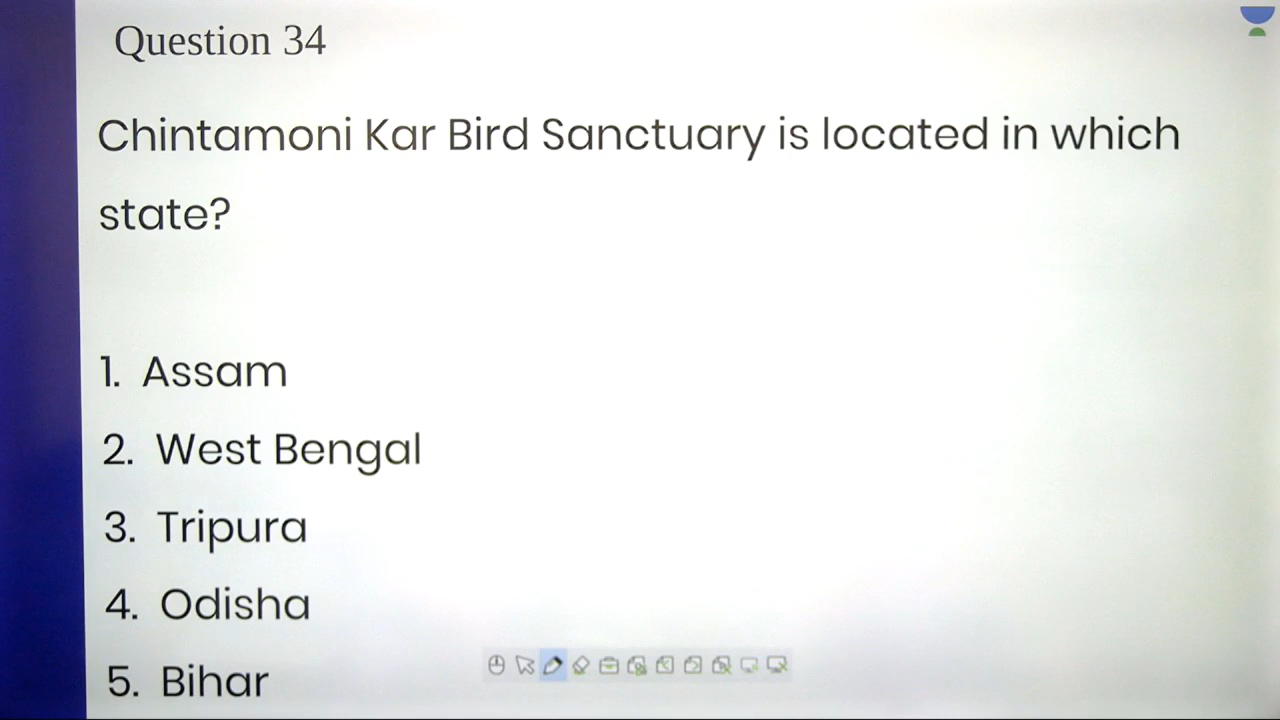 Question 34
Chintamoni Kar Bird Sanctuary is located in which
state?
1. Assam
2. West Bengal
3. Tripura
4. Odisha
5. Bihar